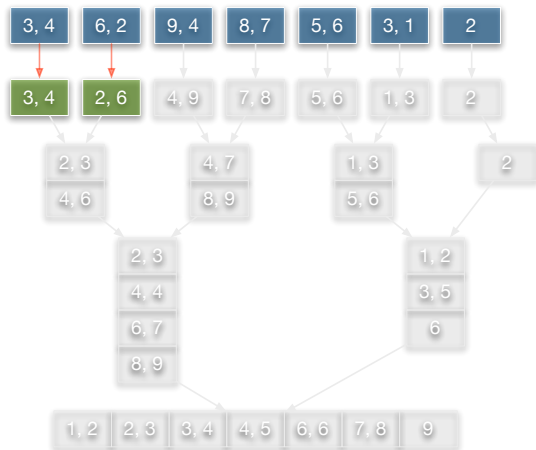 3, 4 6, 2 9, 4 8, 7 5, 6 3, 1 2
3, 4 2, 6 4, 9 7, 8 5, 6 1, 3 2
2, 3 4, 7 1, 3 2
4, 6 8, 9 5, 6
2, 3 1, 2
4, 4 3, 5
6, 7 6
8, 9
1, 2 2, 3 3, 4 4, 5 6, 6 7, 8 9